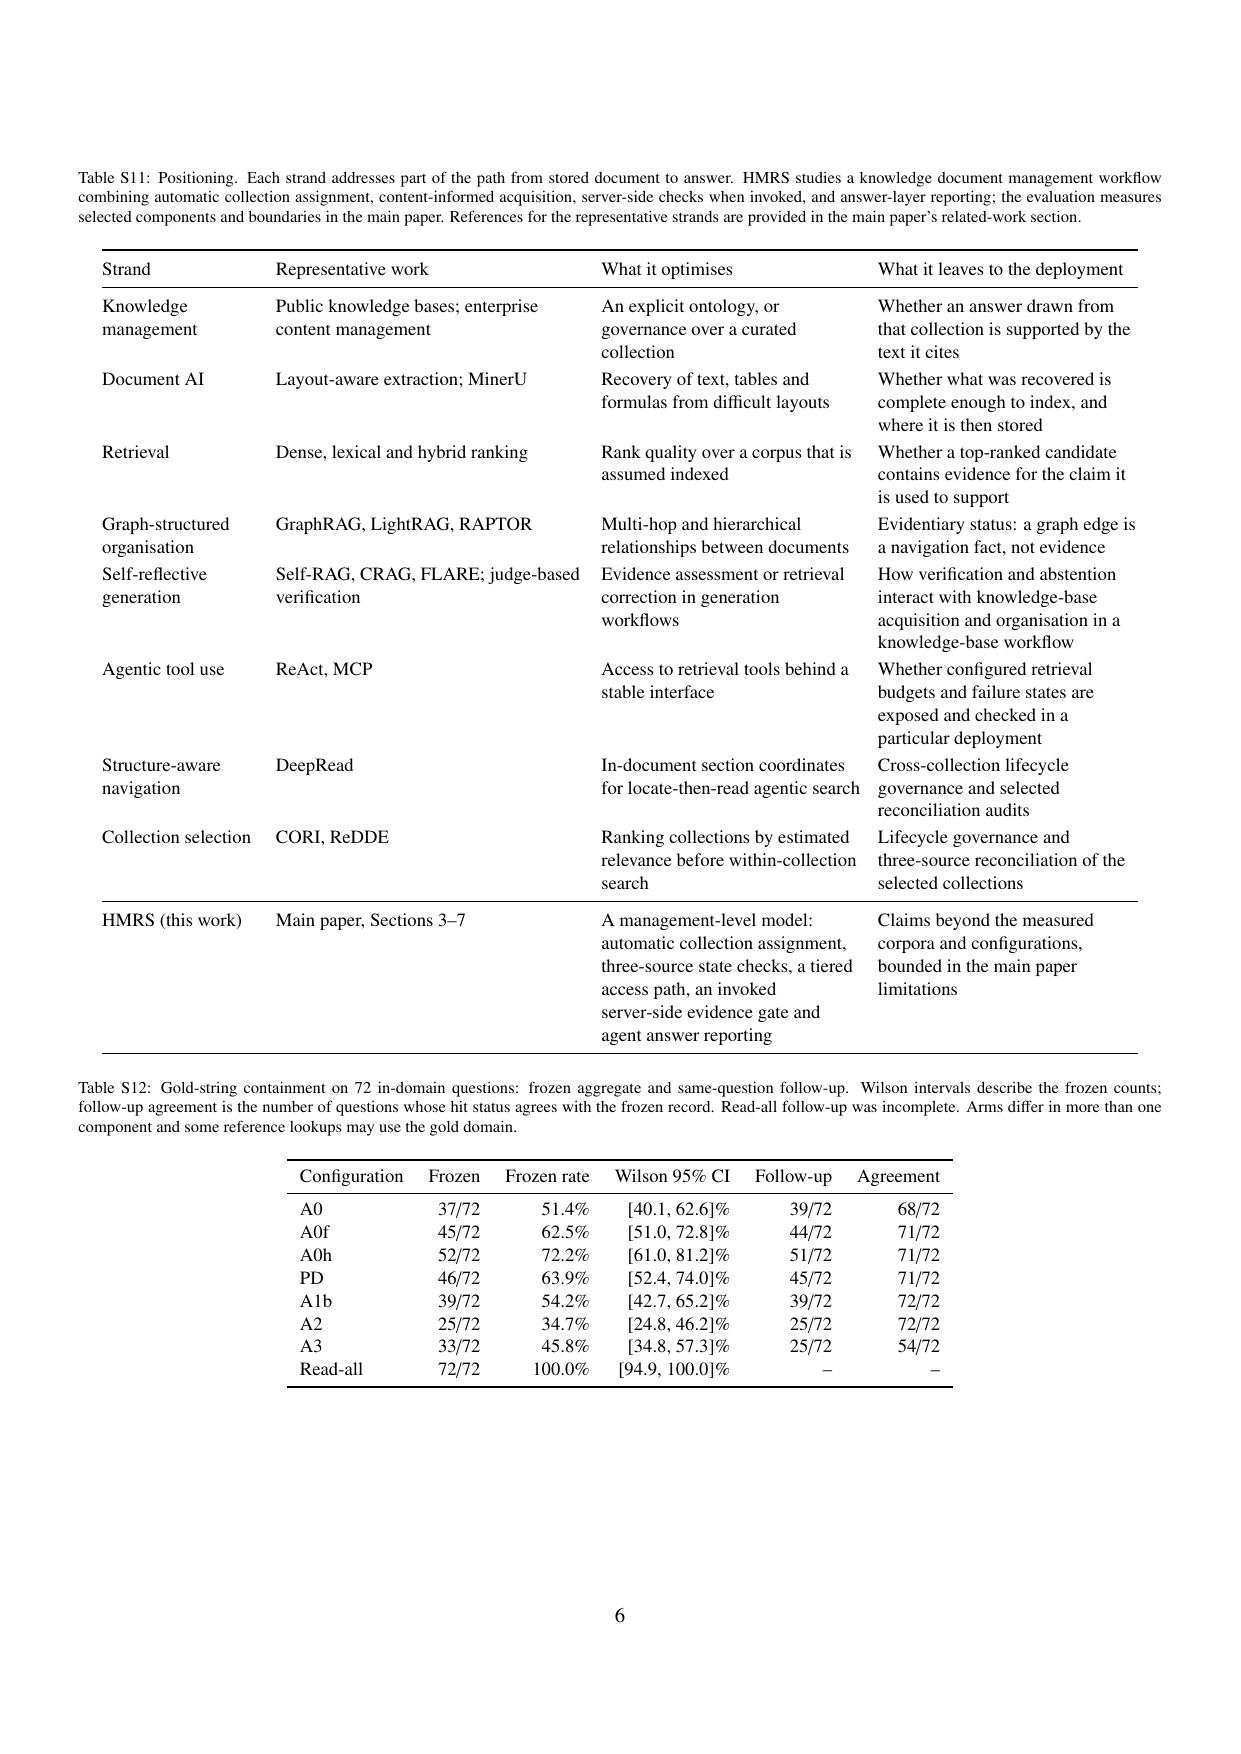 Table S11: Positioning. Each strand addresses part of the path from stored document to answer. HMRS studies a knowledge document management workflow
combining automatic collection assignment, content-informed acquisition, server-side checks when invoked, and answer-layer reporting; the evaluation measures
selected components and boundaries in the main paper. References for the representative strands are provided in the main paper's related-work section.
Strand Representative work What it optimises What it leaves to the deployment
Knowledge Public knowledge bases; enterprise An explicit ontology, or Whether an answer drawn from
management content management governance over a curated that collection is supported by the
collection text it cites
Document AI Layout-aware extraction; MinerU Recovery of text, tables and Whether what was recovered is
formulas from difficult layouts complete enough to index, and
where it is then stored
Retrieval Dense, lexical and hybrid ranking Rank quality over a corpus that is Whether a top-ranked candidate
assumed indexed contains evidence for the claim it
is used to support
Graph-structured GraphRAG, LightRAG, RAPTOR Multi-hop and hierarchical Evidentiary status: a graph edge is
organisation relationships between documents a navigation fact, not evidence
Self-reflective Self-RAG, CRAG, FLARE; judge-based Evidence assessment or retrieval How verification and abstention
generation verification correction in generation interact with knowledge-base
workflows acquisition and organisation in a
knowledge-base workflow
Agentic tool use ReAct, MCP Access to retrieval tools behind a Whether configured retrieval
stable interface budgets and failure states are
exposed and checked in a
particular deployment
Structure-aware DeepRead In-document section coordinates Cross-collection lifecycle
navigation for locate-then-read agentic search governance and selected
reconciliation audits
Collection selection CORI, ReDDE Ranking collections by estimated Lifecycle governance and
relevance before within-collection three-source reconciliation of the
search selected collections
HMRS (this work) Main paper, Sections 3–7 A management-level model: Claims beyond the measured
automatic collection assignment, corpora and configurations,
three-source state checks, a tiered bounded in the main paper
access path, an invoked limitations
server-side evidence gate and
agent answer reporting
Table S12: Gold-string containment on 72 in-domain questions: frozen aggregate and same-question follow-up. Wilson intervals describe the frozen counts;
follow-up agreement is the number of questions whose hit status agrees with the frozen record. Read-all follow-up was incomplete. Arms differ in more than one
component and some reference lookups may use the gold domain.
Configuration Frozen Frozen rate Wilson 95% CI Follow-up Agreement
A0 37/72 51.4% [40.1, 62.6]% 39/72 68/72
A0f 45/72 62.5% [51.0, 72.8]% 44/72 71/72
A0h 52/72 72.2% [61.0, 81.2]% 51/72 71/72
PD 46/72 63.9% [52.4, 74.0]% 45/72 71/72
A1b 39/72 54.2% [42.7, 65.2]% 39/72 72/72
A2 25/72 34.7% [24.8, 46.2]% 25/72 72/72
A3 33/72 45.8% [34.8, 57.3]% 25/72 54/72
Read-all 72/72 100.0% [94.9, 100.0]% – –
6